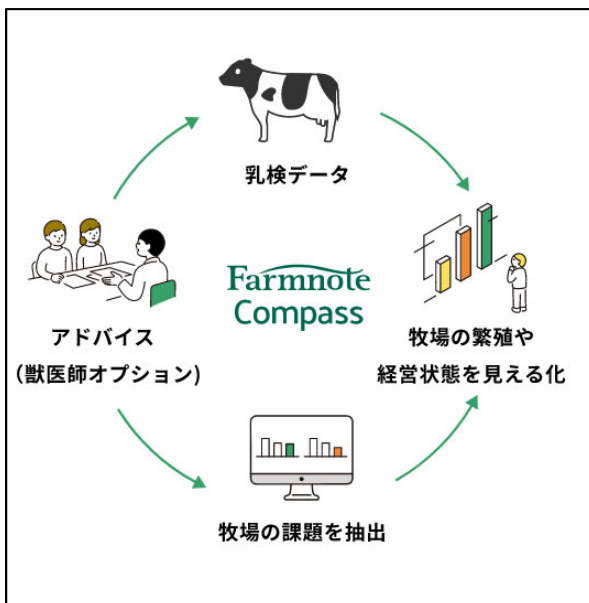 乳検データ
Farmnote
Compass
アドバイス
（獣医師オプション)
牧場の繁殖や
経営状態を見える化
牧場の課題を抽出